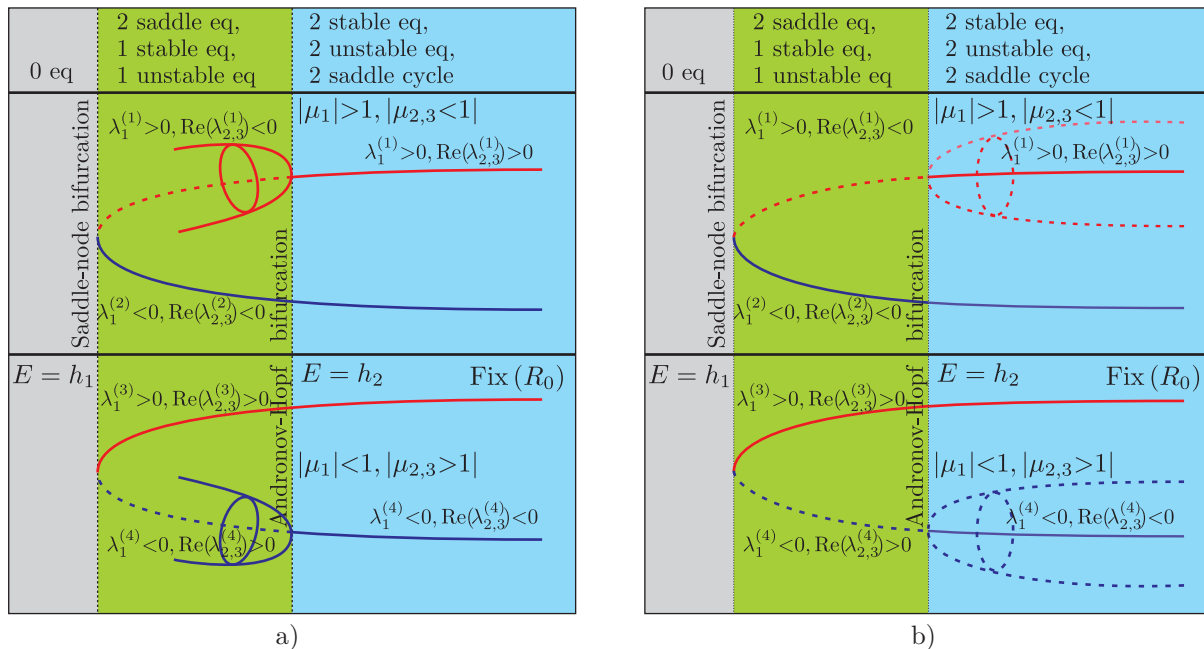 0 eq
2 saddle eq,
1 stable eq,
1 unstable eq
2 stable eq,
2 unstable eq,
2 saddle cycle
Saddle-node bifurcation
λ₁⁽¹⁾>0, Re(λ₂,₃⁽¹⁾)<0
|μ₁|>1, |μ₂,₃<1|
λ₁⁽¹⁾>0, Re(λ₂,₃⁽¹⁾)>0
λ₁⁽²⁾<0, Re(λ₂,₃⁽²⁾)<0
Andronov-Hopf bifurcation
E = h₁
E = h₂
Fix (R₀)
λ₁⁽³⁾>0, Re(λ₂,₃⁽³⁾)>0
|μ₁|<1, |μ₂,₃>1|
λ₁⁽⁴⁾<0, Re(λ₂,₃⁽⁴⁾)>0
λ₁⁽⁴⁾<0, Re(λ₂,₃⁽⁴⁾)<0
a)
0 eq
2 saddle eq,
1 stable eq,
1 unstable eq
2 stable eq,
2 unstable eq,
2 saddle cycle
Saddle-node bifurcation
λ₁⁽¹⁾>0, Re(λ₂,₃⁽¹⁾)<0
|μ₁|>1, |μ₂,₃<1|
λ₁⁽¹⁾>0, Re(λ₂,₃⁽¹⁾)>0
λ₁⁽²⁾<0, Re(λ₂,₃⁽²⁾)<0
Andronov-Hopf bifurcation
E = h₁
E = h₂
Fix (R₀)
λ₁⁽³⁾>0, Re(λ₂,₃⁽³⁾)>0
|μ₁|<1, |μ₂,₃>1|
λ₁⁽⁴⁾<0, Re(λ₂,₃⁽⁴⁾)>0
λ₁⁽⁴⁾<0, Re(λ₂,₃⁽⁴⁾)<0
b)